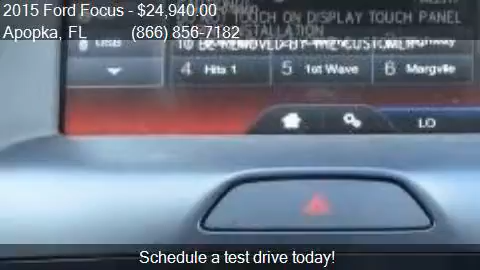 2015 Ford Focus - $24,940.00
Apopka, FL (866) 856-7182
TOUCH ON DISPLAY TOUCH PANEL
TO BE REMOVED BY THE CUSTOMER
USB
4 Hits 1 5 1st Wave 6 Margville
LO
Schedule a test drive today!